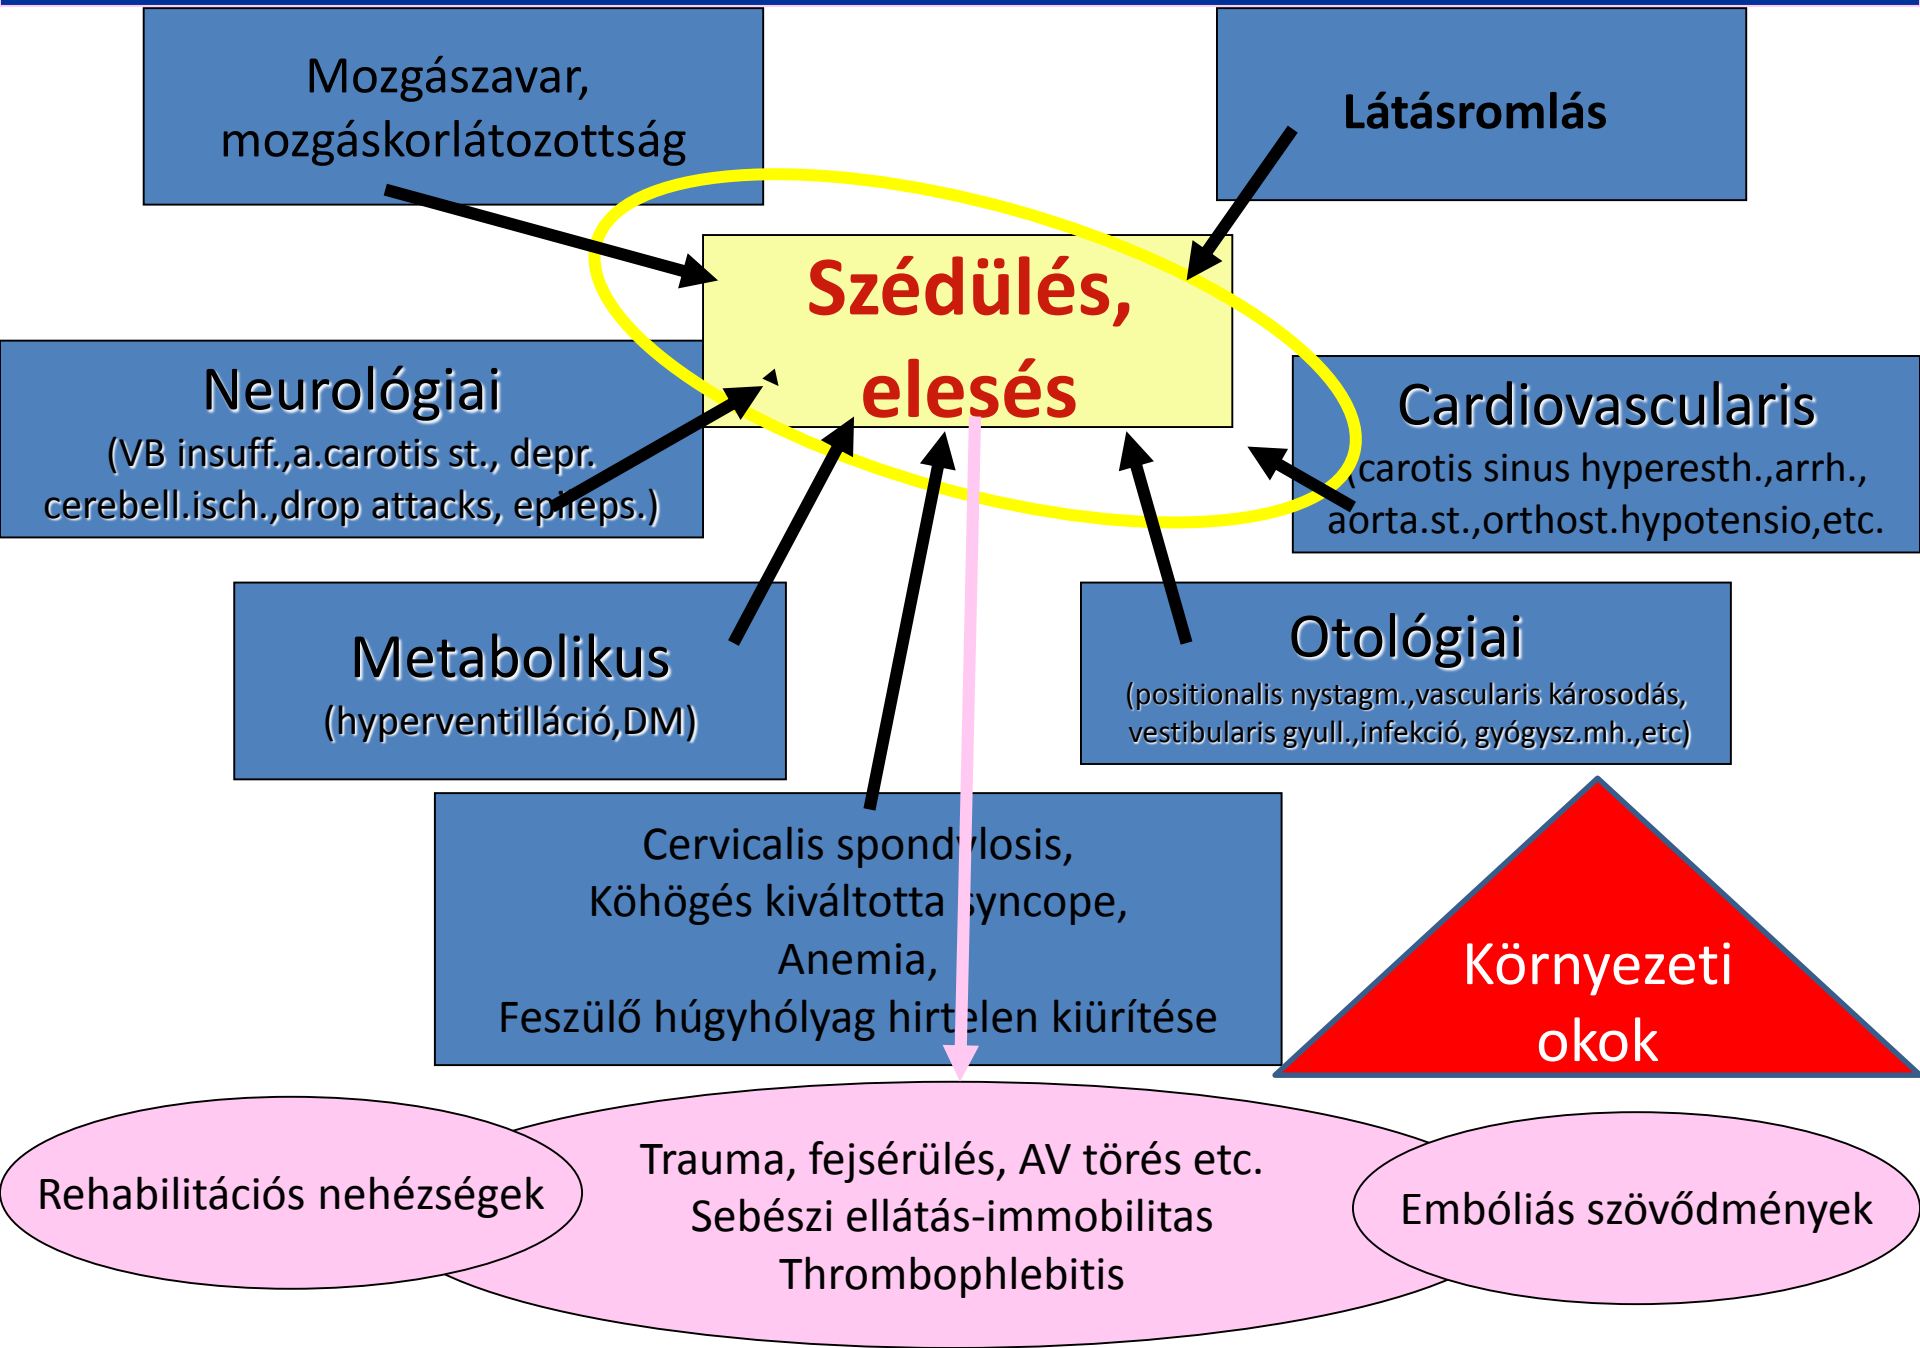 Mozgászavar,
mozgáskorlátozottság
Látásromlás
Szédülés,
elesés
Neurológiai
(VB insuff.,a.carotis st., depr.
cerebell.isch.,drop attacks, epileps.)
Cardiovascularis
(carotis sinus hyperesth.,arrh.,
aorta.st.,orthost.hypotensio,etc.
Metabolikus
(hyperventilláció,DM)
Otológiai
(positionalis nystagm.,vascularis károsodás,
vestibularis gyull.,infekció, gyógysz.mh.,etc)
Cervicalis spondylosis,
Köhögés kiváltotta syncope,
Anemia,
Feszülő húgyhólyag hirtelen kiürítése
Környezeti
okok
Rehabilitációs nehézségek
Trauma, fejsérülés, AV törés etc.
Sebészi ellátás-immobilitas
Thrombophlebitis
Embóliás szövődmények